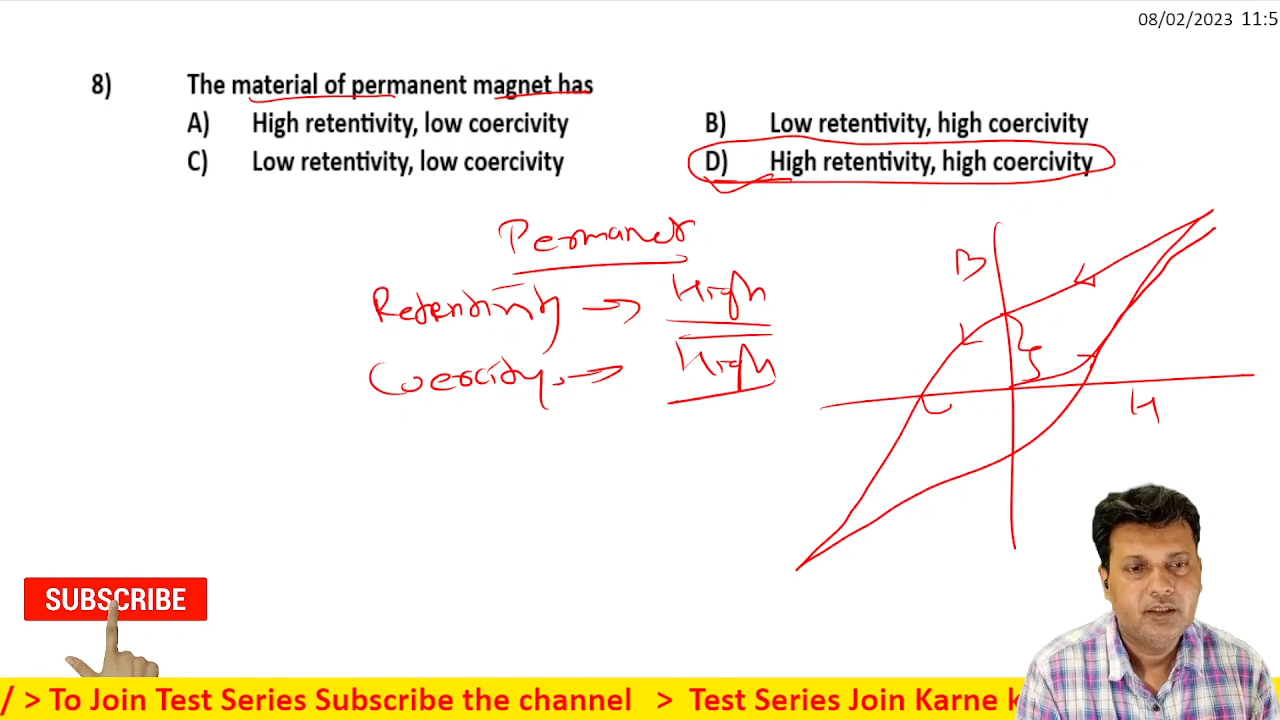 08/02/2023 11:5
8) The material of permanent magnet has
A) High retentivity, low coercivity B) Low retentivity, high coercivity
C) Low retentivity, low coercivity D) High retentivity, high coercivity
Permanet
Retentivity → High
Coercity → High
B
H
SUBSCRIBE
/ > To Join Test Series Subscribe the channel > Test Series Join Karne k